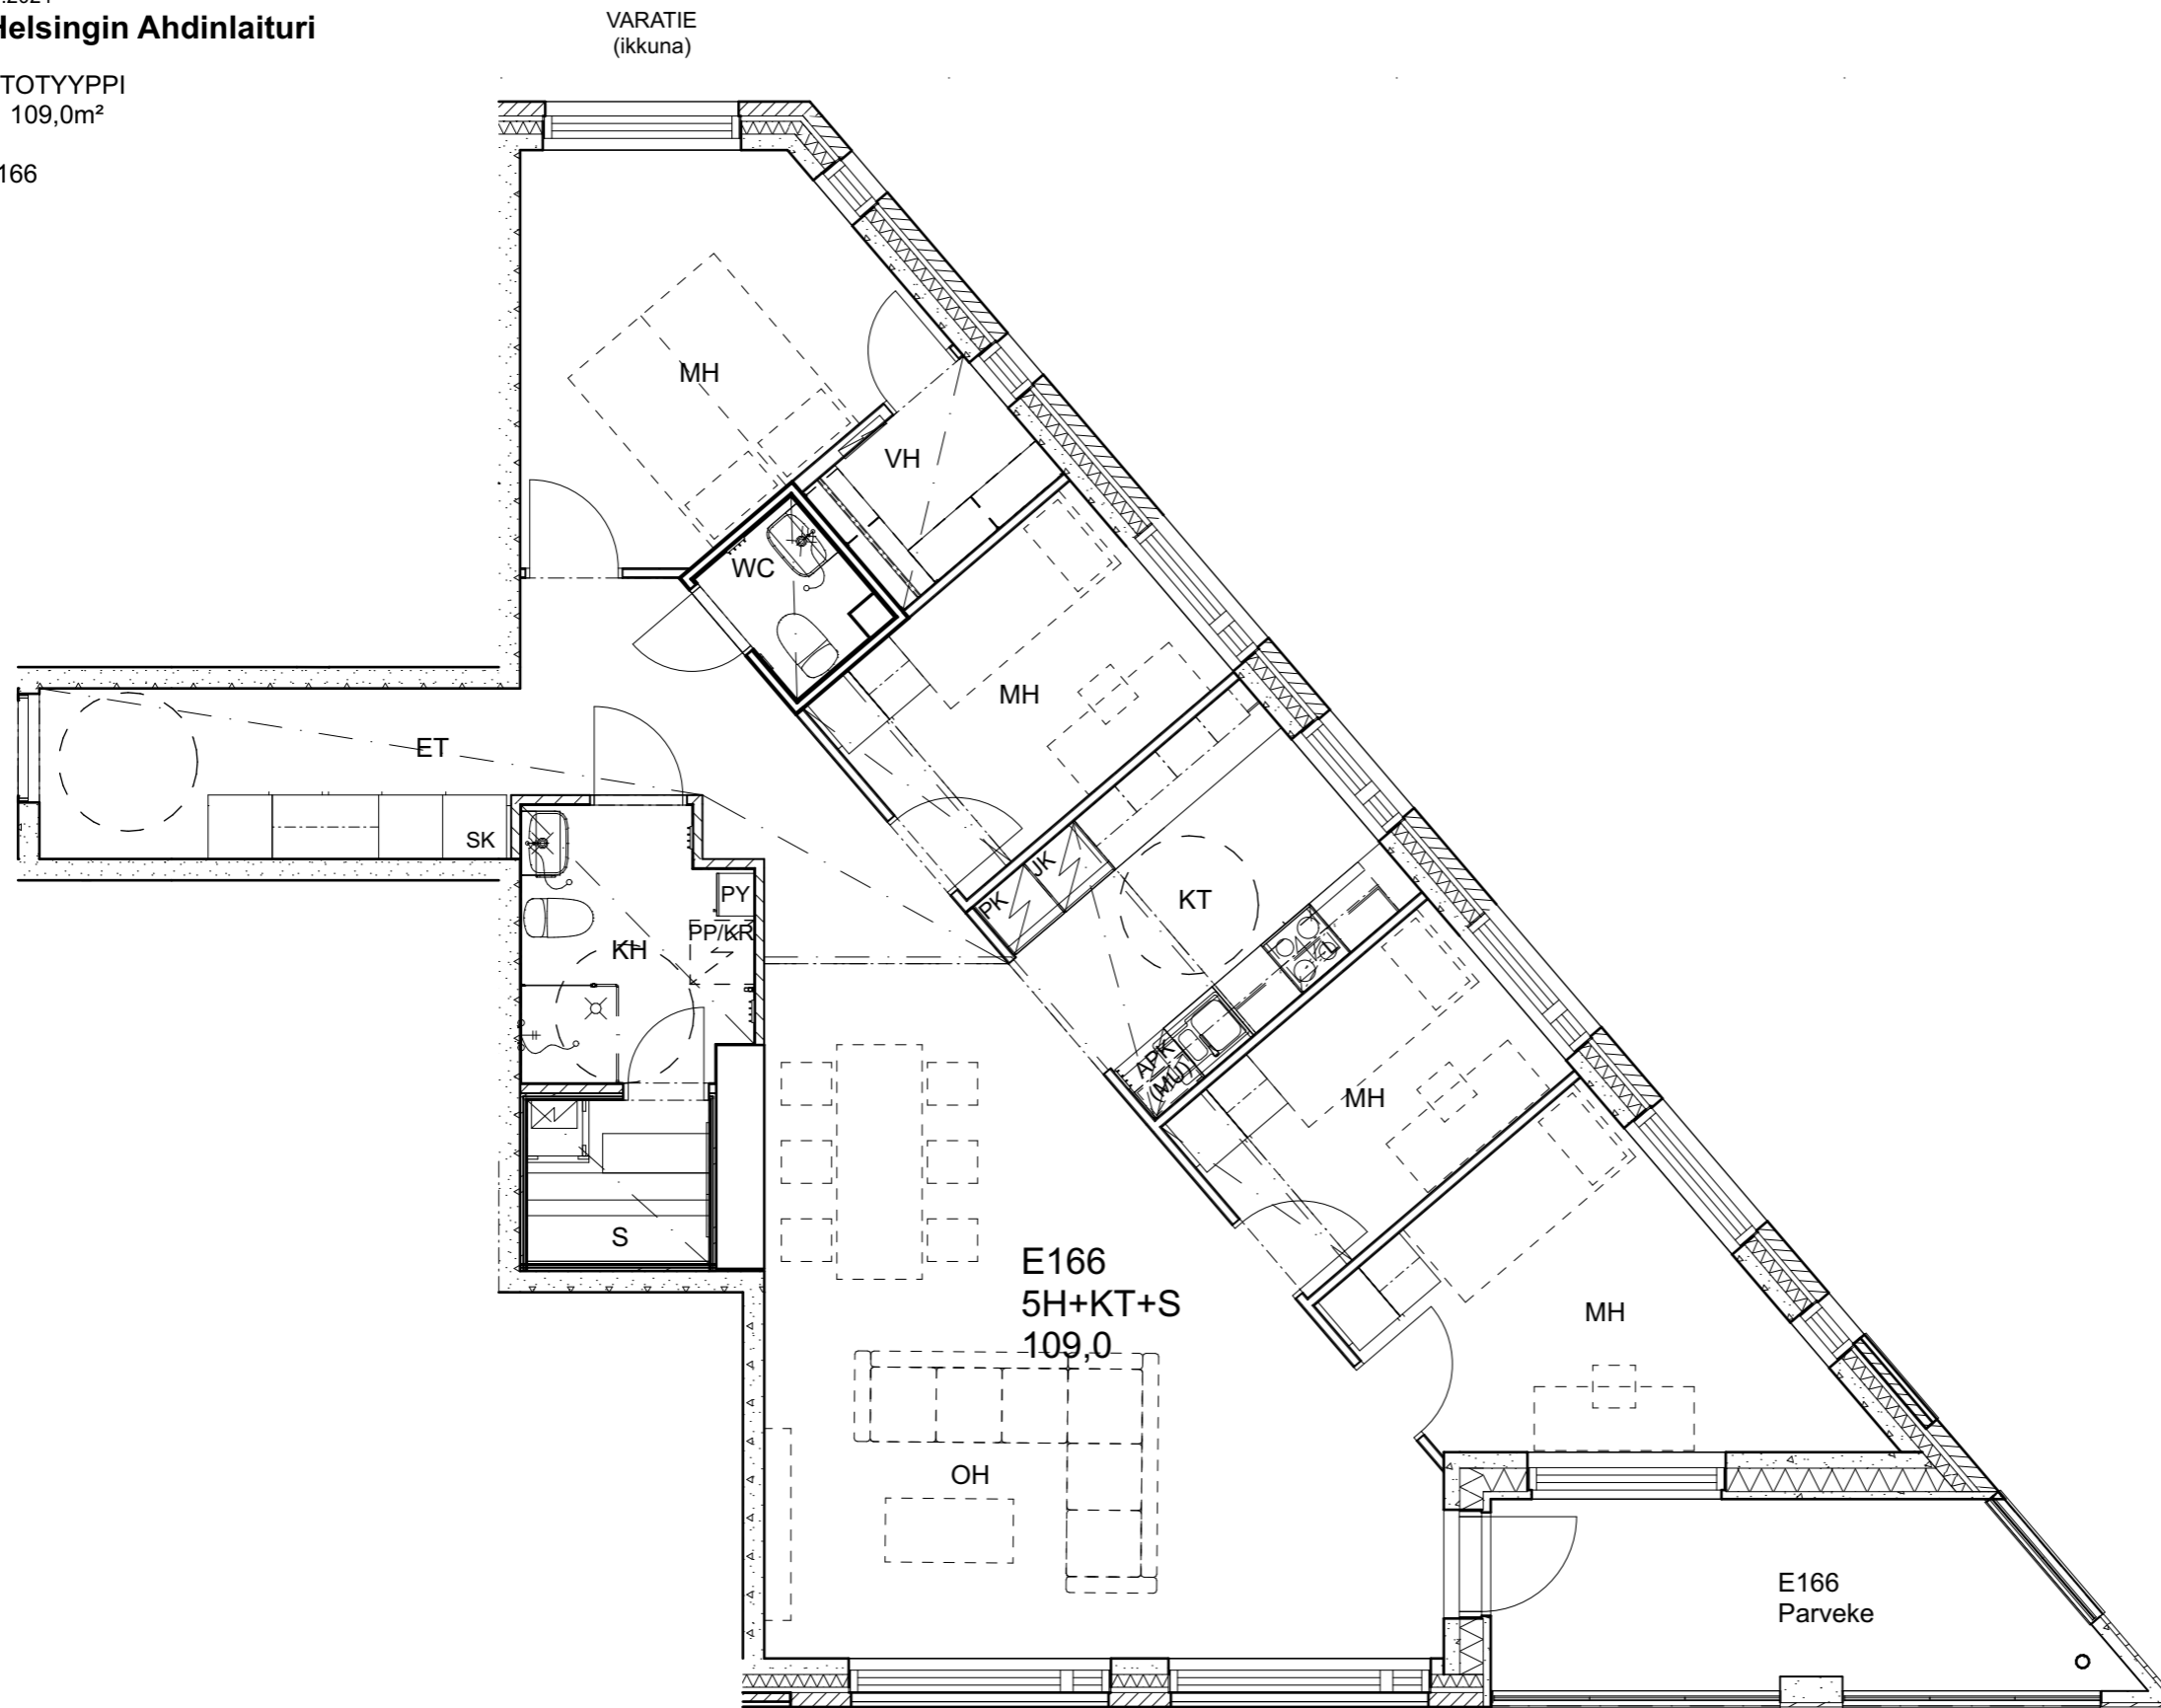 Helsingin Ahdinlaituri
VARATIE
(ikkuna)
TOTYYPPI
109,0m²
166
MH
VH
WC
MH
ET
SK
PY
PP/KR
KH
PK
JK
KT
APK
(MU)
MH
S
E166
5H+KT+S
109,0
MH
OH
E166
Parveke